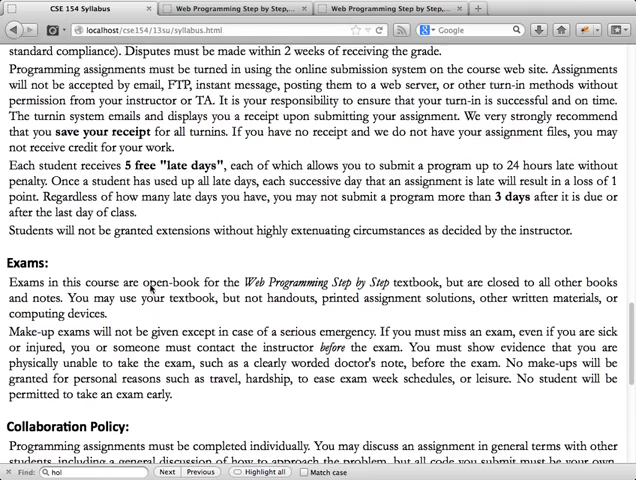 CSE 154 Syllabus
Web Programming Step by Step,...
Web Programming Step by Step,...
localhost/cse154/13su/syllabus.html
Google
standard compliance). Disputes must be made within 2 weeks of receiving the grade.
Programming assignments must be turned in using the online submission system on the course web site. Assignments
will not be accepted by email, FTP, instant message, posting them to a web server, or other turn-in methods without
permission from your instructor or TA. It is your responsibility to ensure that your turn-in is successful and on time.
The turnin system emails and displays you a receipt upon submitting your assignment. We very strongly recommend
that you save your receipt for all turnins. If you have no receipt and we do not have your assignment files, you may
not receive credit for your work.
Each student receives 5 free "late days", each of which allows you to submit a program up to 24 hours late without
penalty. Once a student has used up all late days, each successive day that an assignment is late will result in a loss of 1
point. Regardless of how many late days you have, you may not submit a program more than 3 days after it is due or
after the last day of class.
Students will not be granted extensions without highly extenuating circumstances as decided by the instructor.
Exams:
Exams in this course are open-book for the Web Programming Step by Step textbook, but are closed to all other books
and notes. You may use your textbook, but not handouts, printed assignment solutions, other written materials, or
computing devices.
Make-up exams will not be given except in case of a serious emergency. If you must miss an exam, even if you are sick
or injured, you or someone must contact the instructor before the exam. You must show evidence that you are
physically unable to take the exam, such as a clearly worded doctor's note, before the exam. No make-ups will be
granted for personal reasons such as travel, hardship, to ease exam week schedules, or leisure. No student will be
permitted to take an exam early.
Collaboration Policy:
Programming assignments must be completed individually. You may discuss an assignment in general terms with other
students, including a general discussion of how to approach the problem, but all code you submit must be your own.
Find: hol Next Previous Highlight all Match case